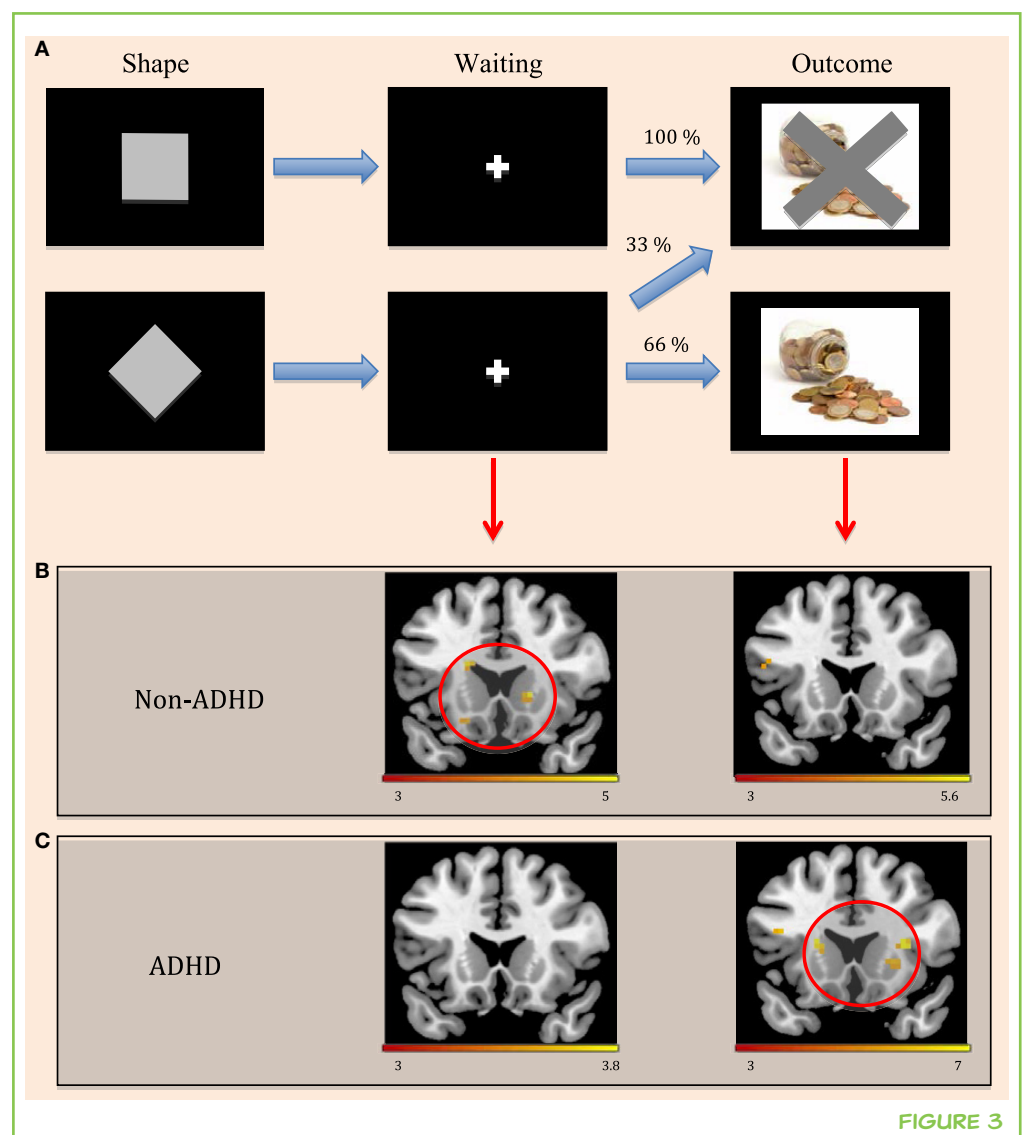 A
Shape Waiting Outcome
100 %
33 %
66 %
B
Non-ADHD
3 5 3 5.6
C
ADHD
3 3.8 3 7
FIGURE 3